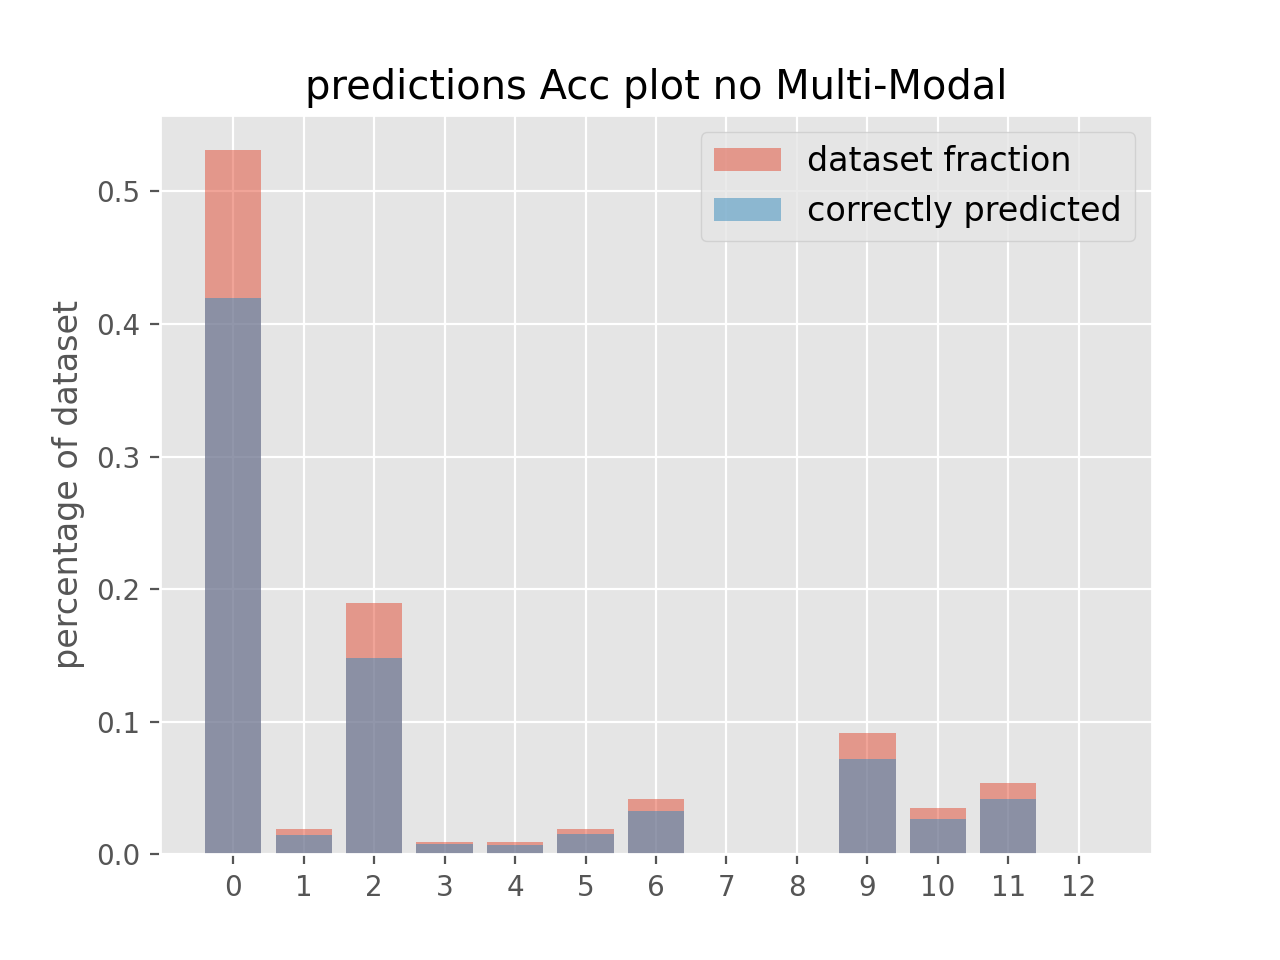 predictions Acc plot no Multi-Modal
dataset fraction
correctly predicted
percentage of dataset
0.5
0.4
0.3
0.2
0.1
0.0
0 1 2 3 4 5 6 7 8 9 10 11 12